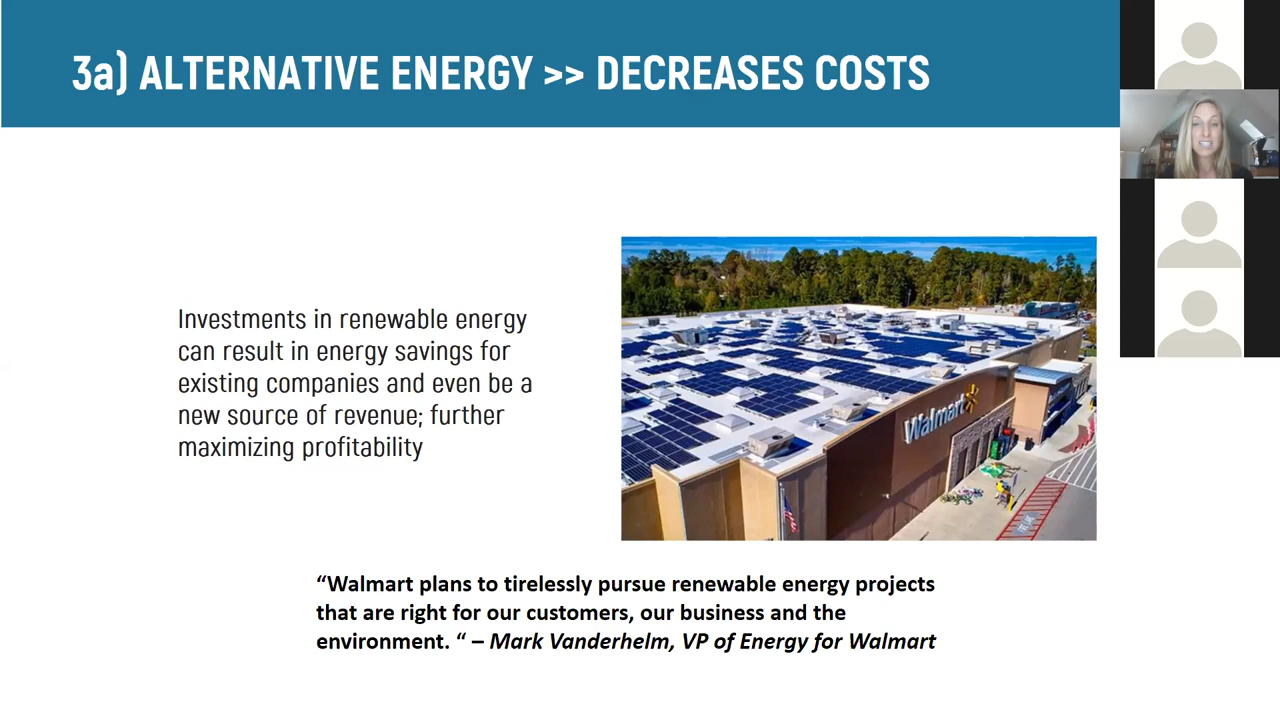 3a) ALTERNATIVE ENERGY >> DECREASES COSTS
Investments in renewable energy
can result in energy savings for
existing companies and even be a
new source of revenue; further
maximizing profitability
Walmart
“Walmart plans to tirelessly pursue renewable energy projects
that are right for our customers, our business and the
environment. “ – Mark Vanderhelm, VP of Energy for Walmart